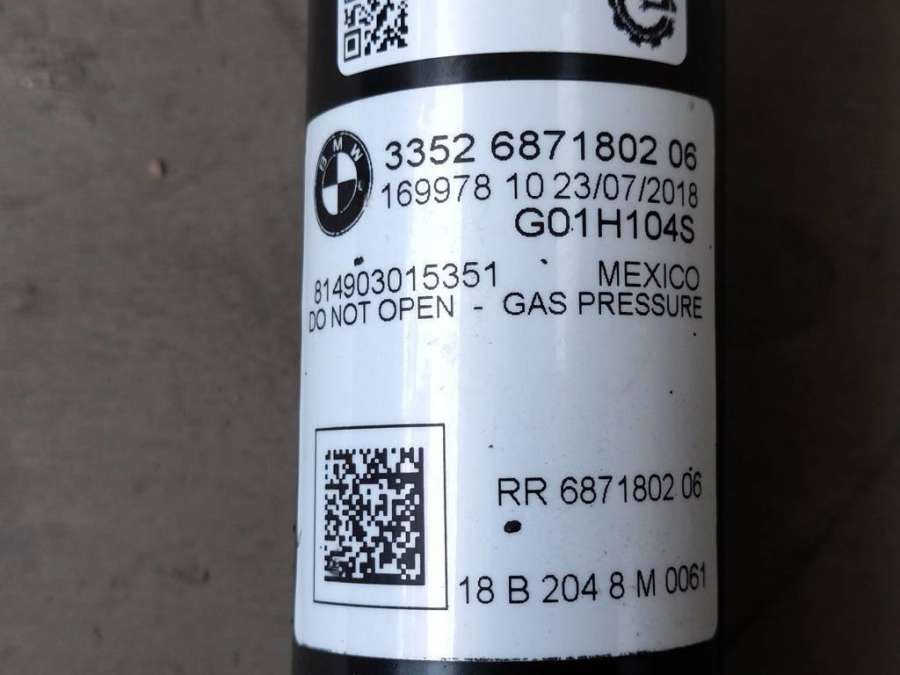 BMW
3352 6871802 06
169978 10 23/07/2018
G01H104S
814903015351 MEXICO
DO NOT OPEN - GAS PRESSURE
RR 6871802 06
18 B 204 8 M 0061